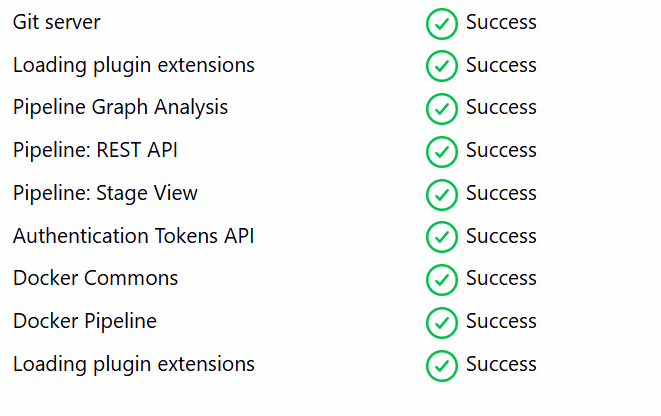 Git server Success
Loading plugin extensions Success
Pipeline Graph Analysis Success
Pipeline: REST API Success
Pipeline: Stage View Success
Authentication Tokens API Success
Docker Commons Success
Docker Pipeline Success
Loading plugin extensions Success